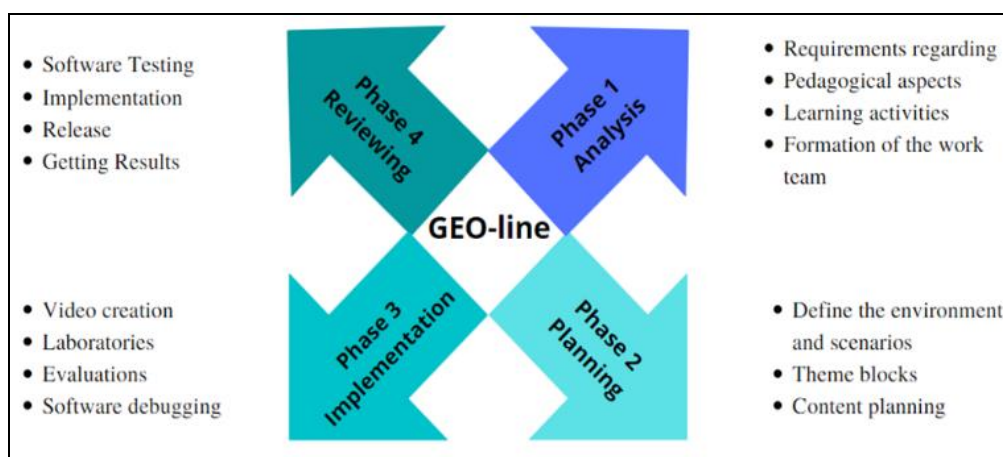 • Software Testing
• Implementation
• Release
• Getting Results
Phase 4
Reviewing
Phase 1
Analysis
• Requirements regarding
• Pedagogical aspects
• Learning activities
• Formation of the work
team
GEO-line
• Video creation
• Laboratories
• Evaluations
• Software debugging
Phase 3
Implementation
Phase 2
Planning
• Define the environment
and scenarios
• Theme blocks
• Content planning